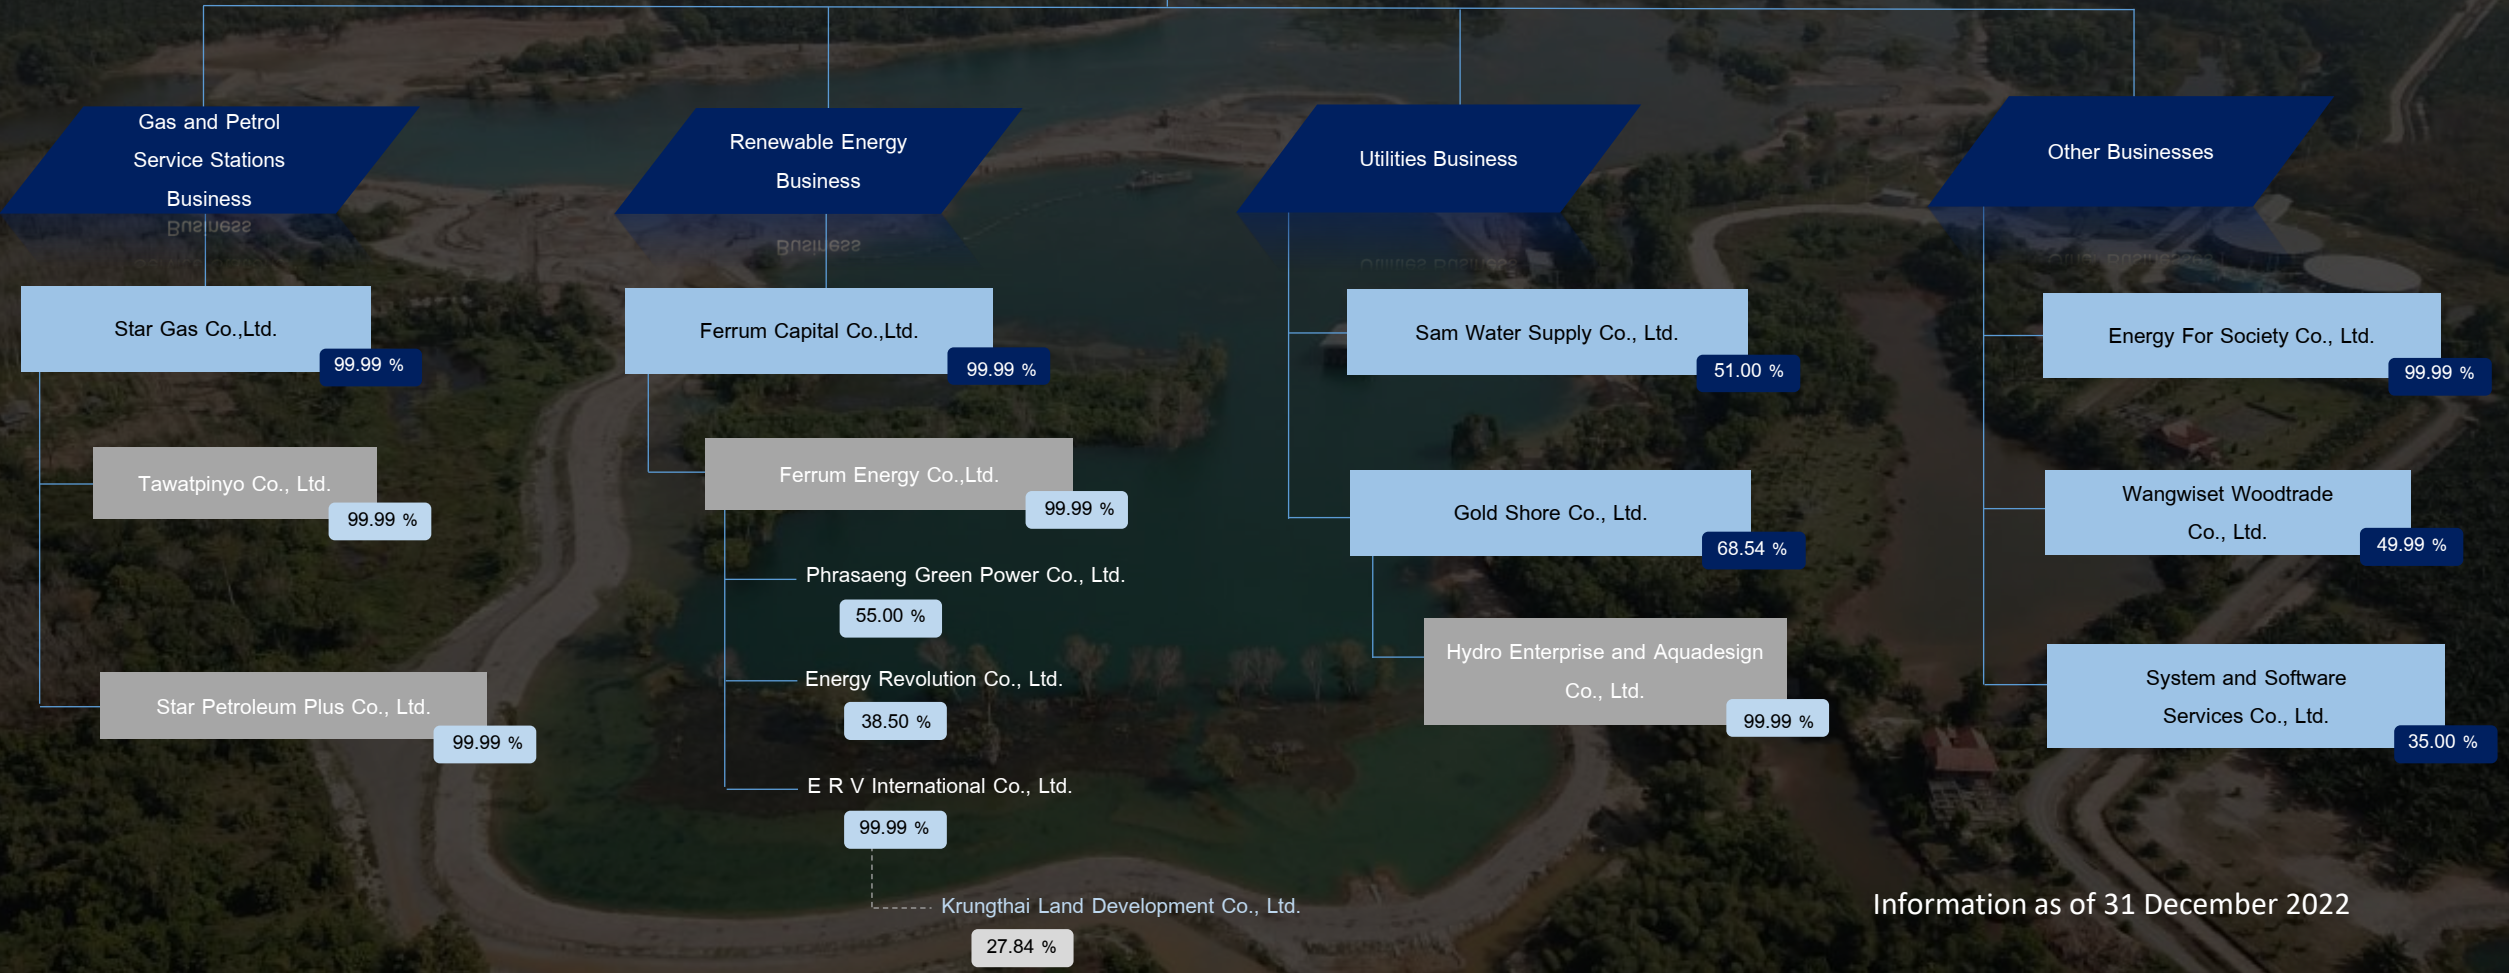 Gas and Petrol
Service Stations
Business
Star Gas Co.,Ltd.
99.99 %
Tawatpinyo Co., Ltd.
99.99 %
Star Petroleum Plus Co., Ltd.
99.99 %
Renewable Energy
Business
Ferrum Capital Co.,Ltd.
99.99 %
Ferrum Energy Co.,Ltd.
99.99 %
Phrasaeng Green Power Co., Ltd.
55.00 %
Energy Revolution Co., Ltd.
38.50 %
E R V International Co., Ltd.
99.99 %
Krungthai Land Development Co., Ltd.
27.84 %
Utilities Business
Sam Water Supply Co., Ltd.
51.00 %
Gold Shore Co., Ltd.
68.54 %
Hydro Enterprise and Aquadesign
Co., Ltd.
99.99 %
Other Businesses
Energy For Society Co., Ltd.
99.99 %
Wangwiset Woodtrade
Co., Ltd.
49.99 %
System and Software
Services Co., Ltd.
35.00 %
Information as of 31 December 2022